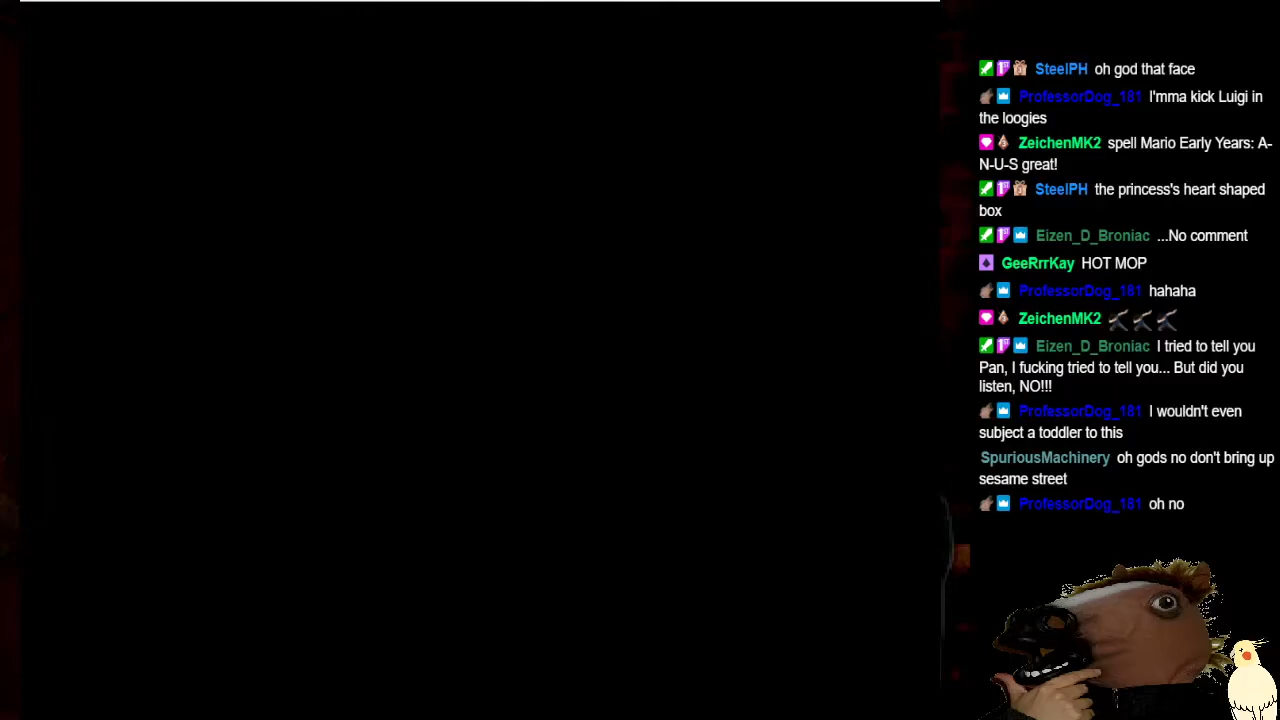 SteelPH oh god that face
ProfessorDog_181 I'mma kick Luigi in
the loogies
ZeichenMK2 spell Mario Early Years: A-
N-U-S great!
SteelPH the princess's heart shaped
box
Eizen_D_Broniac ...No comment
GeeRrrKay HOT MOP
ProfessorDog_181 hahaha
ZeichenMK2
Eizen_D_Broniac I tried to tell you
Pan, I fucking tried to tell you... But did you
listen, NO!!!
ProfessorDog_181 I wouldn't even
subject a toddler to this
SpuriousMachinery oh gods no don't bring up
sesame street
ProfessorDog_181 oh no